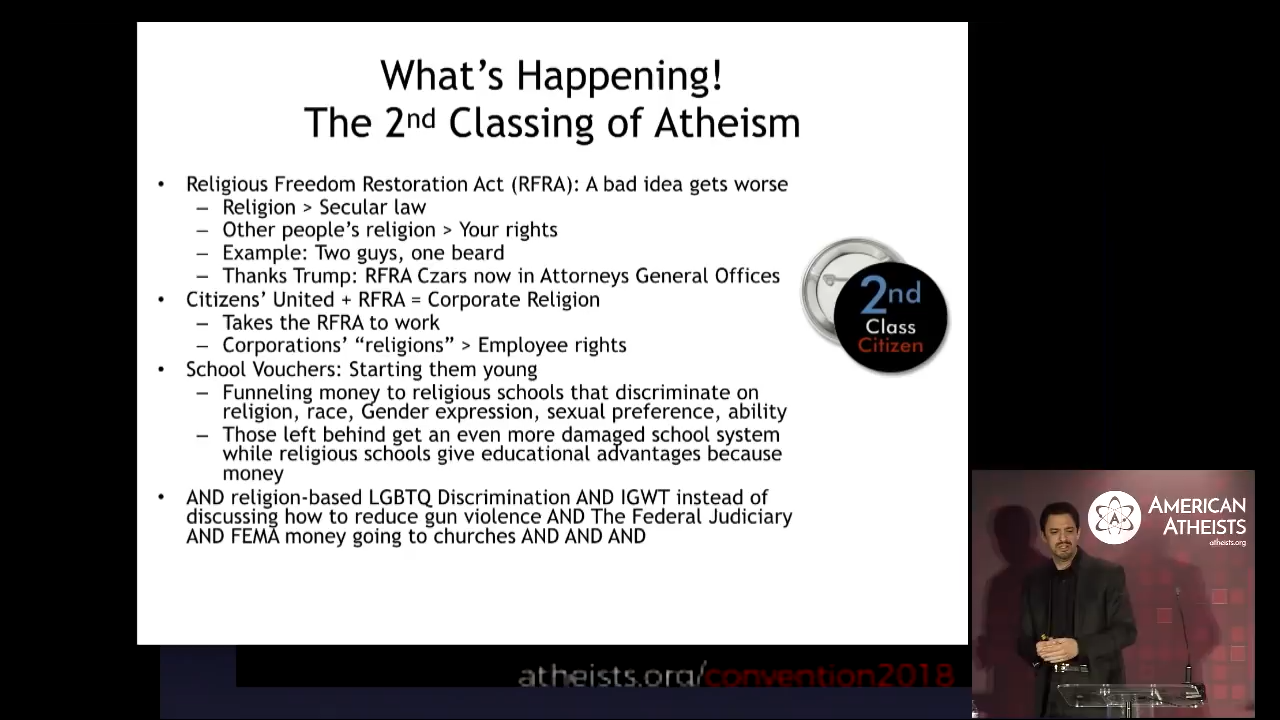 What's Happening!
The 2nd Classing of Atheism
• Religious Freedom Restoration Act (RFRA): A bad idea gets worse
– Religion > Secular law
– Other people's religion > Your rights
– Example: Two guys, one beard
– Thanks Trump: RFRA Czars now in Attorneys General Offices
• Citizens' United + RFRA = Corporate Religion
– Takes the RFRA to work
– Corporations' "religions" > Employee rights
• School Vouchers: Starting them young
– Funneling money to religious schools that discriminate on
religion, race, Gender expression, sexual preference, ability
– Those left behind get an even more damaged school system
while religious schools give educational advantages because
money
• AND religion-based LGBTQ Discrimination AND IGWT instead of
discussing how to reduce gun violence AND The Federal Judiciary
AND FEMA money going to churches AND AND AND
2nd
Class
Citizen
A
AMERICAN
ATHEISTS
atheists.org
atheists.org/convention2018